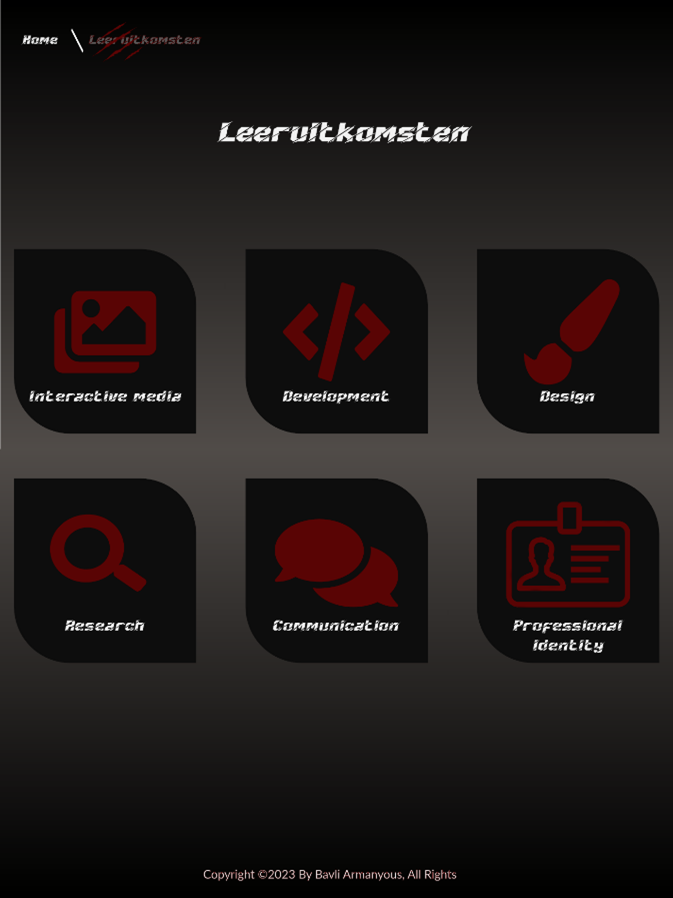 Home \ Leeruitkomsten
Leeruitkomsten
Interactive media
Development
Design
Research
Communication
Professional
identity
Copyright ©2023 By Bavli Armanyous, All Rights